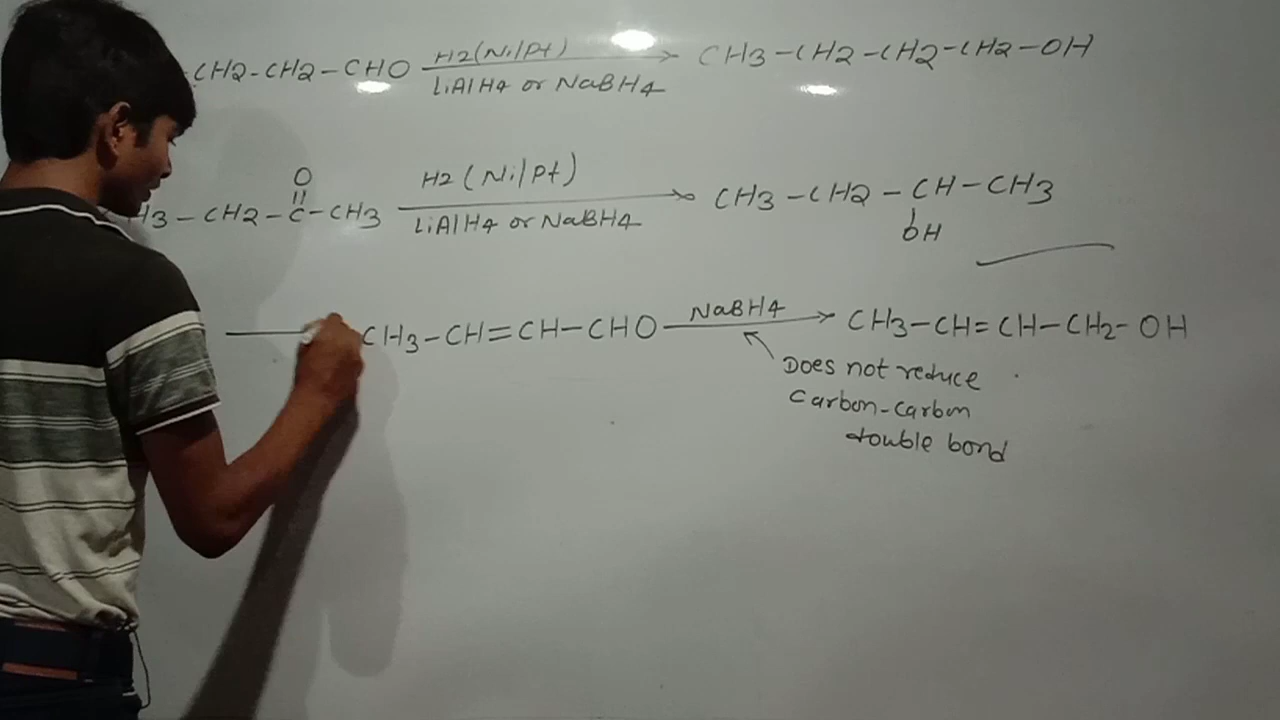 CH2-CH2-CHO H2(Ni/Pt) CH3-CH2-CH2-CH2-OH
LiAlH4 or NaBH4
O
H3-CH2-C-CH3 H2 (Ni/Pt) CH3-CH2-CH-CH3
LiAlH4 or NaBH4
OH
CH3-CH=CH-CHO NaBH4 CH3-CH=CH-CH2-OH
Does not reduce
Carbon-Carbon
double bond